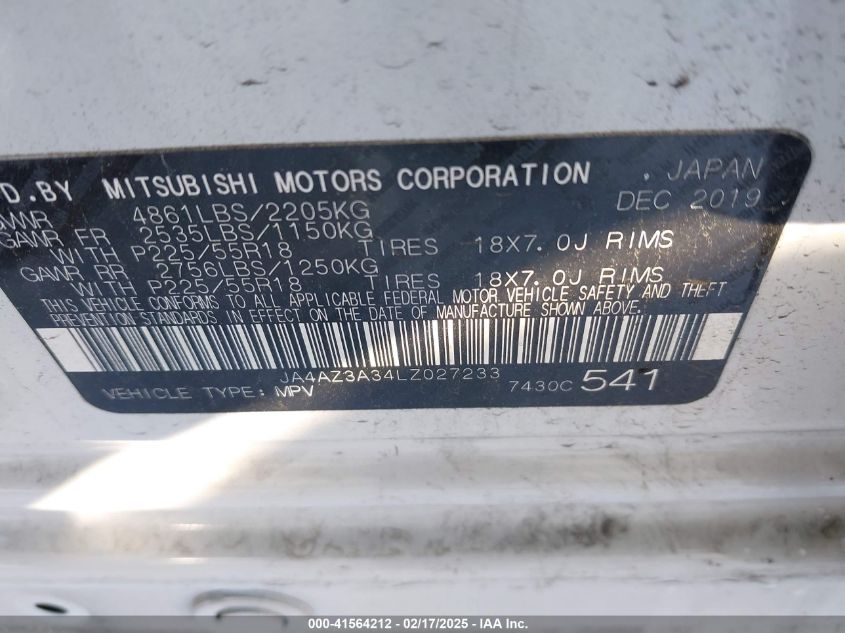 D.BY MITSUBISHI MOTORS CORPORATION . JAPAN
GVWR 4861LBS/2205KG DEC 2019
GAWR FR 2535LBS/1150KG
WITH P225/55R18 TIRES 18X7.0J RIMS
GAWR RR 2756LBS/1250KG
WITH P225/55R18 TIRES 18X7.0J RIMS
THIS VEHICLE CONFORMS TO ALL APPLICABLE FEDERAL MOTOR VEHICLE SAFETY AND THEFT
PREVENTION STANDARDS IN EFFECT ON THE DATE OF MANUFACTURE SHOWN ABOVE.
JA4AZ3A34LZ027233
VEHICLE TYPE: MPV 7430C 541
000-41564212 - 02/17/2025 - IAA Inc.